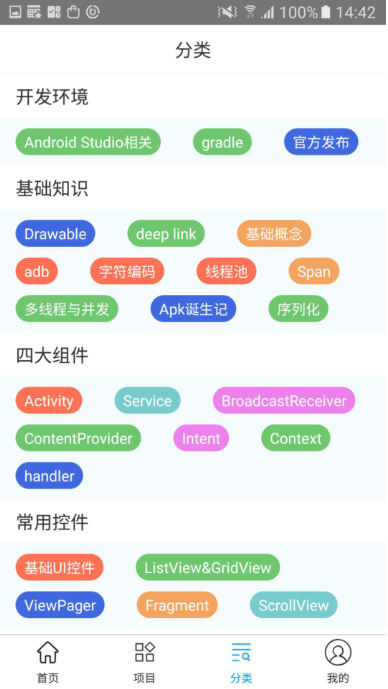 100% 14:42
分类
开发环境
Android Studio相关 gradle 官方发布
基础知识
Drawable deep link 基础概念
adb 字符编码 线程池 Span
多线程与并发 Apk诞生记 序列化
四大组件
Activity Service BroadcastReceiver
ContentProvider Intent Context
handler
常用控件
基础UI控件 ListView&GridView
ViewPager Fragment ScrollView
首页 项目 分类 我的